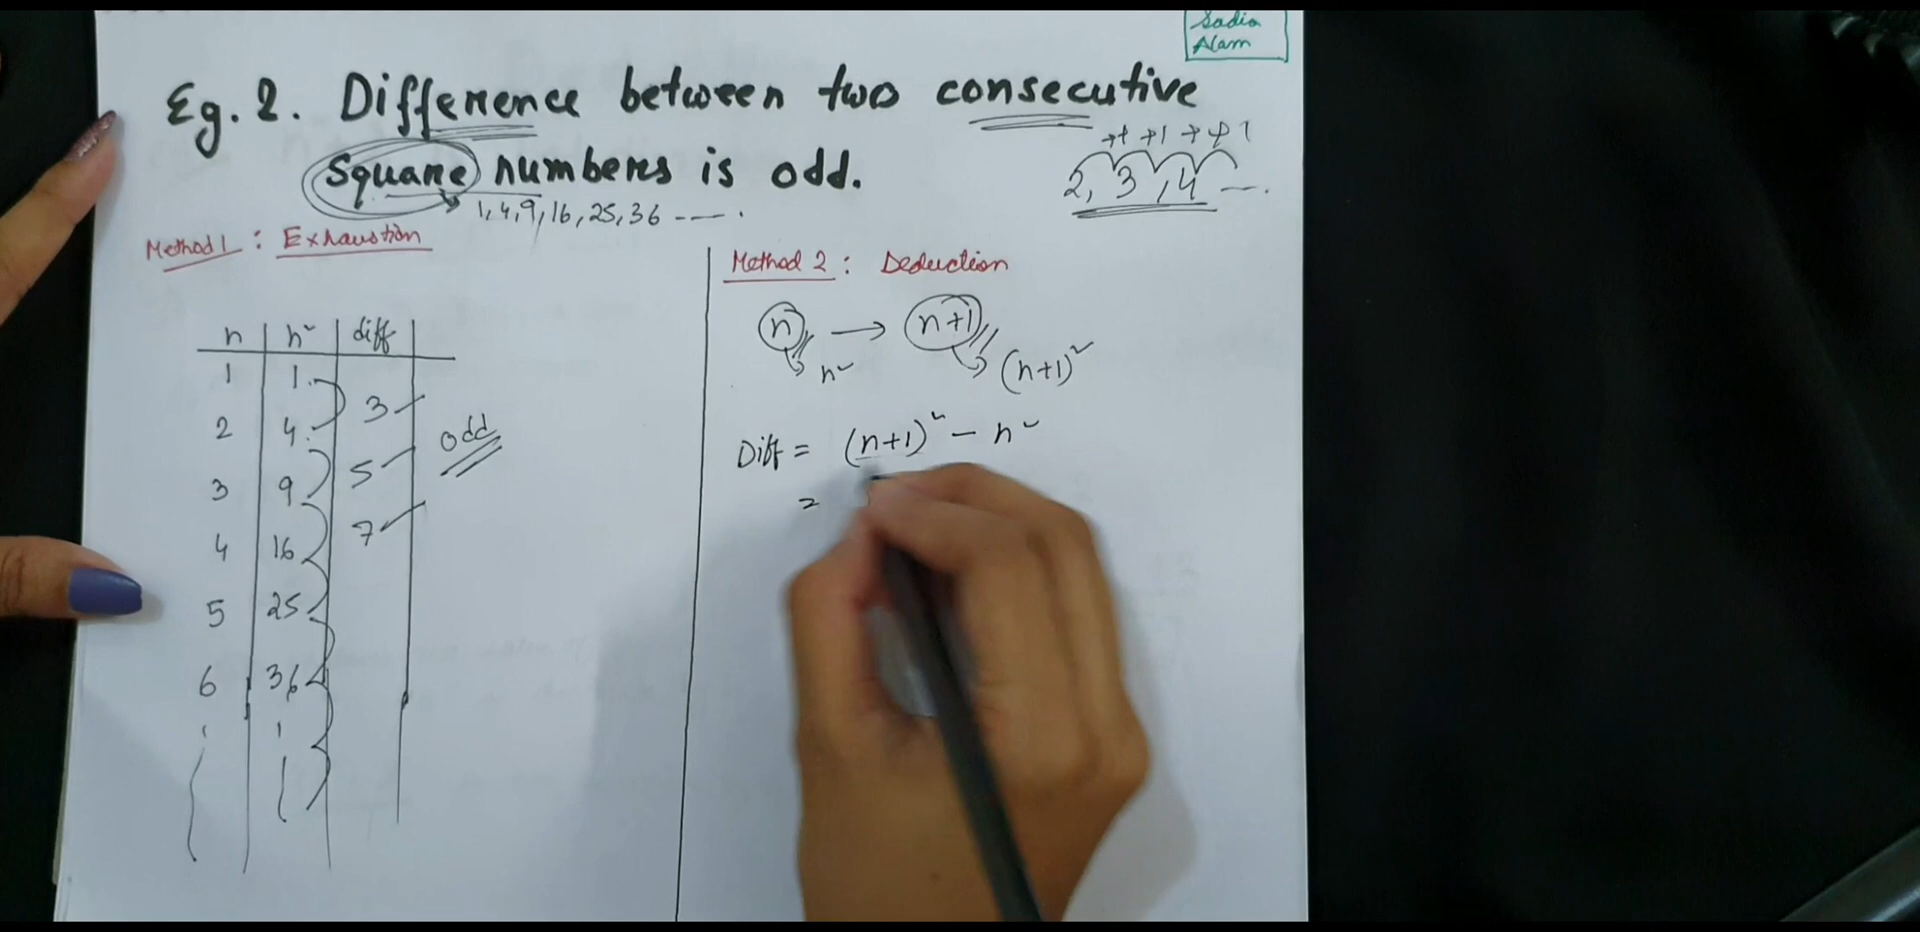 Sadia
Alam
Eg. 2. Difference between two consecutive
Square numbers is odd.
+1 +1 +1
2, 3, 4 ---.
1, 4, 9, 16, 25, 36 ----.
Method 1 : Exhaustion
n | n² | diff
1 1
3
2 4
odd
5
3 9
7
4 16
5 25
6 36
Method 2 : Deduction
n → n+1
n² (n+1)²
Diff = (n+1)² - n²
=